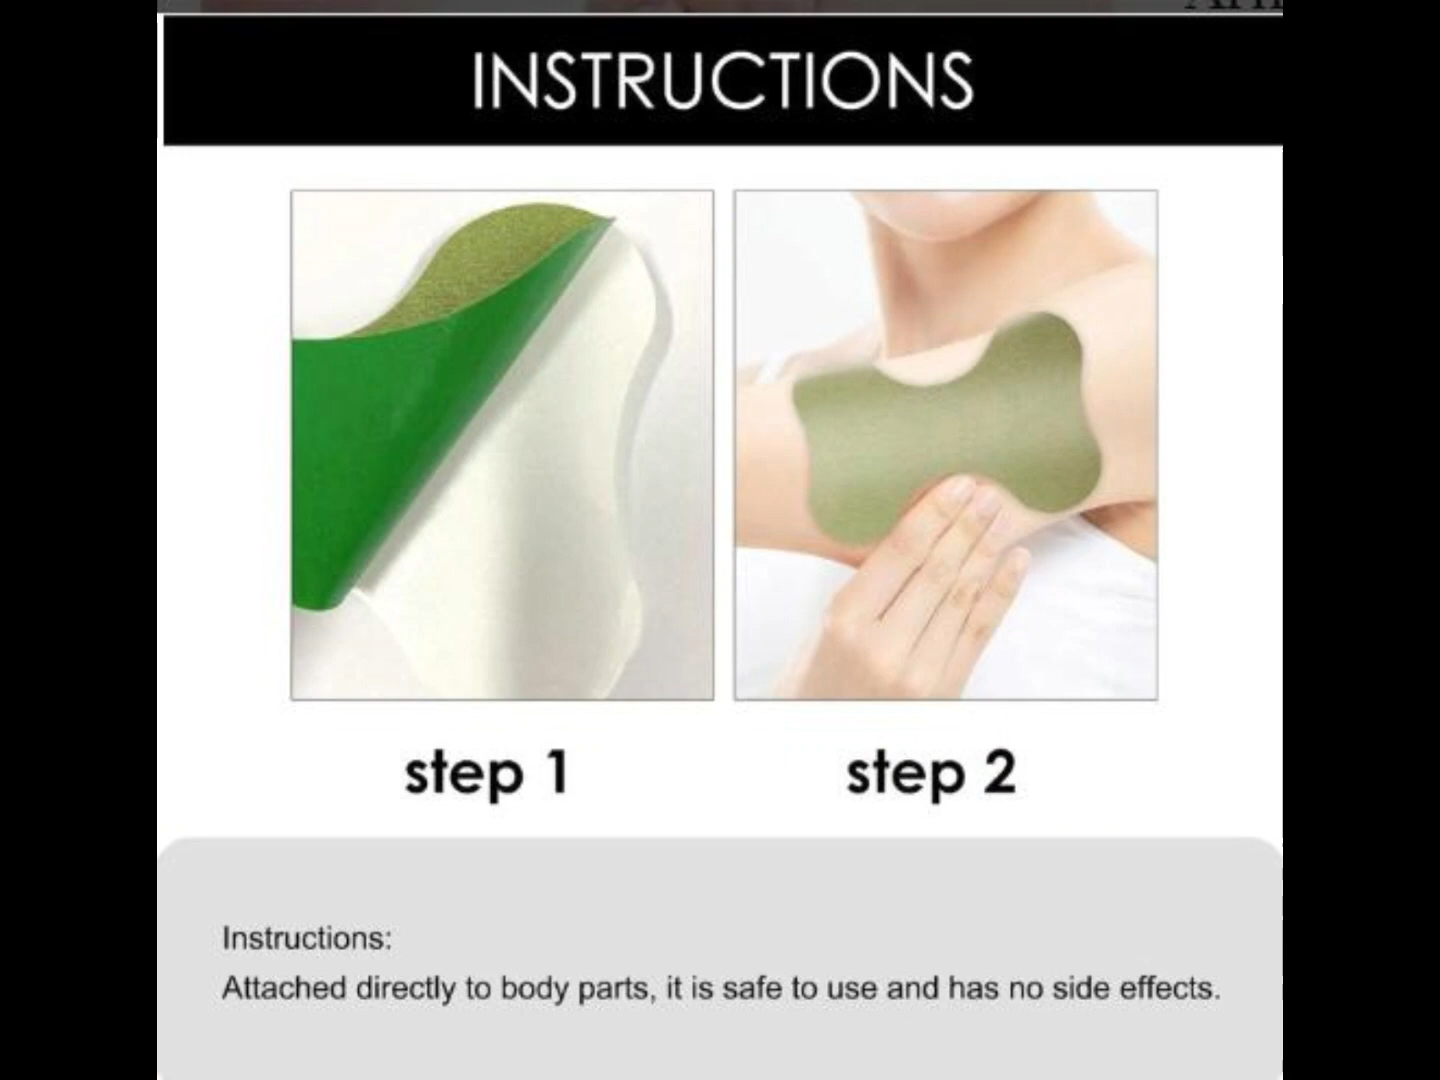 INSTRUCTIONS
step 1
step 2
Instructions:
Attached directly to body parts, it is safe to use and has no side effects.